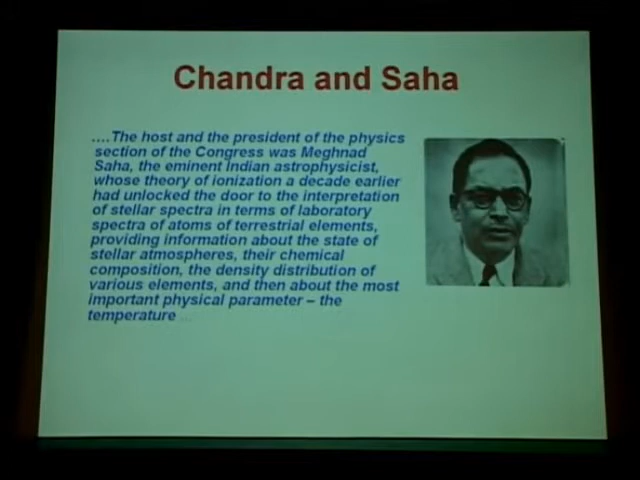 Chandra and Saha
....The host and the president of the physics
section of the Congress was Meghnad
Saha, the eminent Indian astrophysicist,
whose theory of ionization a decade earlier
had unlocked the door to the interpretation
of stellar spectra in terms of laboratory
spectra of atoms of terrestrial elements,
providing information about the state of
stellar atmospheres, their chemical
composition, the density distribution of
various elements, and then about the most
important physical parameter – the
temperature ...